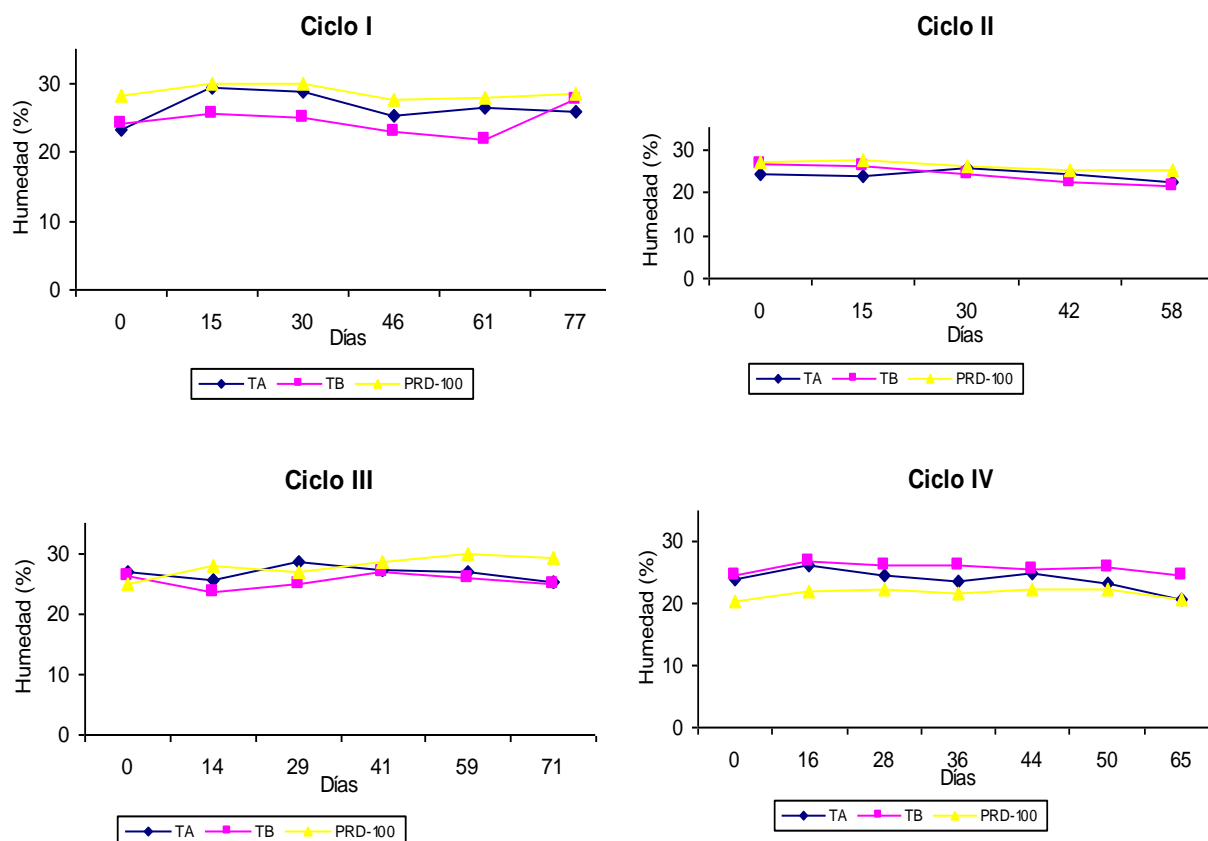 Ciclo I
Humedad (%)
30
20
10
0
0 15 30 46 61 77
Días
TA TB PRD-100
Ciclo II
Humedad (%)
30
20
10
0
0 15 30 42 58
Días
TA TB PRD-100
Ciclo III
Humedad (%)
30
20
10
0
0 14 29 41 59 71
Días
TA TB PRD-100
Ciclo IV
Humedad (%)
30
20
10
0
0 16 28 36 44 50 65
Días
TA TB PRD-100